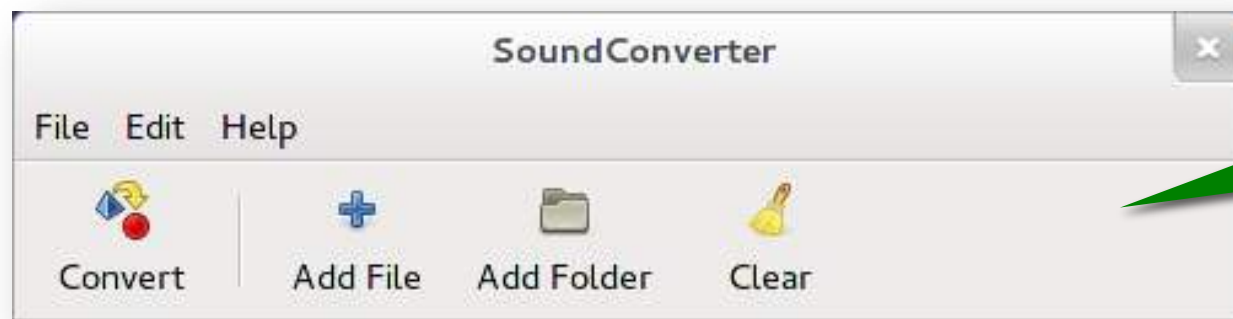 SoundConverter
File Edit Help
Convert Add File Add Folder Clear